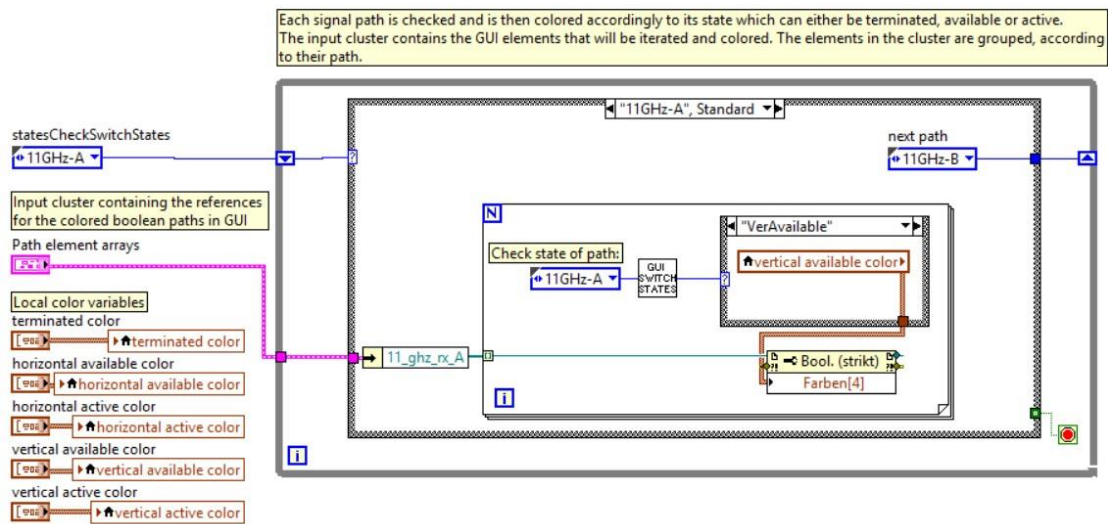 Each signal path is checked and is then colored accordingly to its state which can either be terminated, available or active.
The input cluster contains the GUI elements that will be iterated and colored. The elements in the cluster are grouped, according
to their path.
"11GHz-A", Standard
statesCheckSwitchStates
11GHz-A
next path
11GHz-B
Input cluster containing the references
for the colored boolean paths in GUI
Path element arrays
N
"VerAvailable"
Check state of path:
11GHz-A
GUI
SWITCH
STATES
vertical available color
Local color variables
terminated color
terminated color
horizontal available color
horizontal available color
horizontal active color
horizontal active color
vertical available color
vertical available color
vertical active color
vertical active color
11_ghz_rx_A
Bool. (strikt)
Farben[4]
i
i